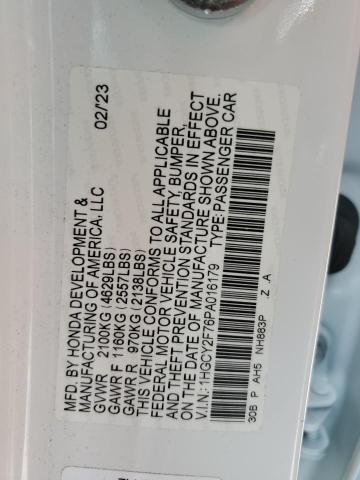 MFD. BY HONDA DEVELOPMENT &
MANUFACTURING OF AMERICA, LLC 02/23
GVWR 2100KG (4629LBS)
GAWR F 1160KG (2557LBS)
GAWR R 970KG (2138LBS)
THIS VEHICLE CONFORMS TO ALL APPLICABLE
FEDERAL MOTOR VEHICLE SAFETY, BUMPER,
AND THEFT PREVENTION STANDARDS IN EFFECT
ON THE DATE OF MANUFACTURE SHOWN ABOVE.
V.I.N.: 1HGCY2F76PA016179 TYPE: PASSENGER CAR
30B P AH5 NH883P .Z .A